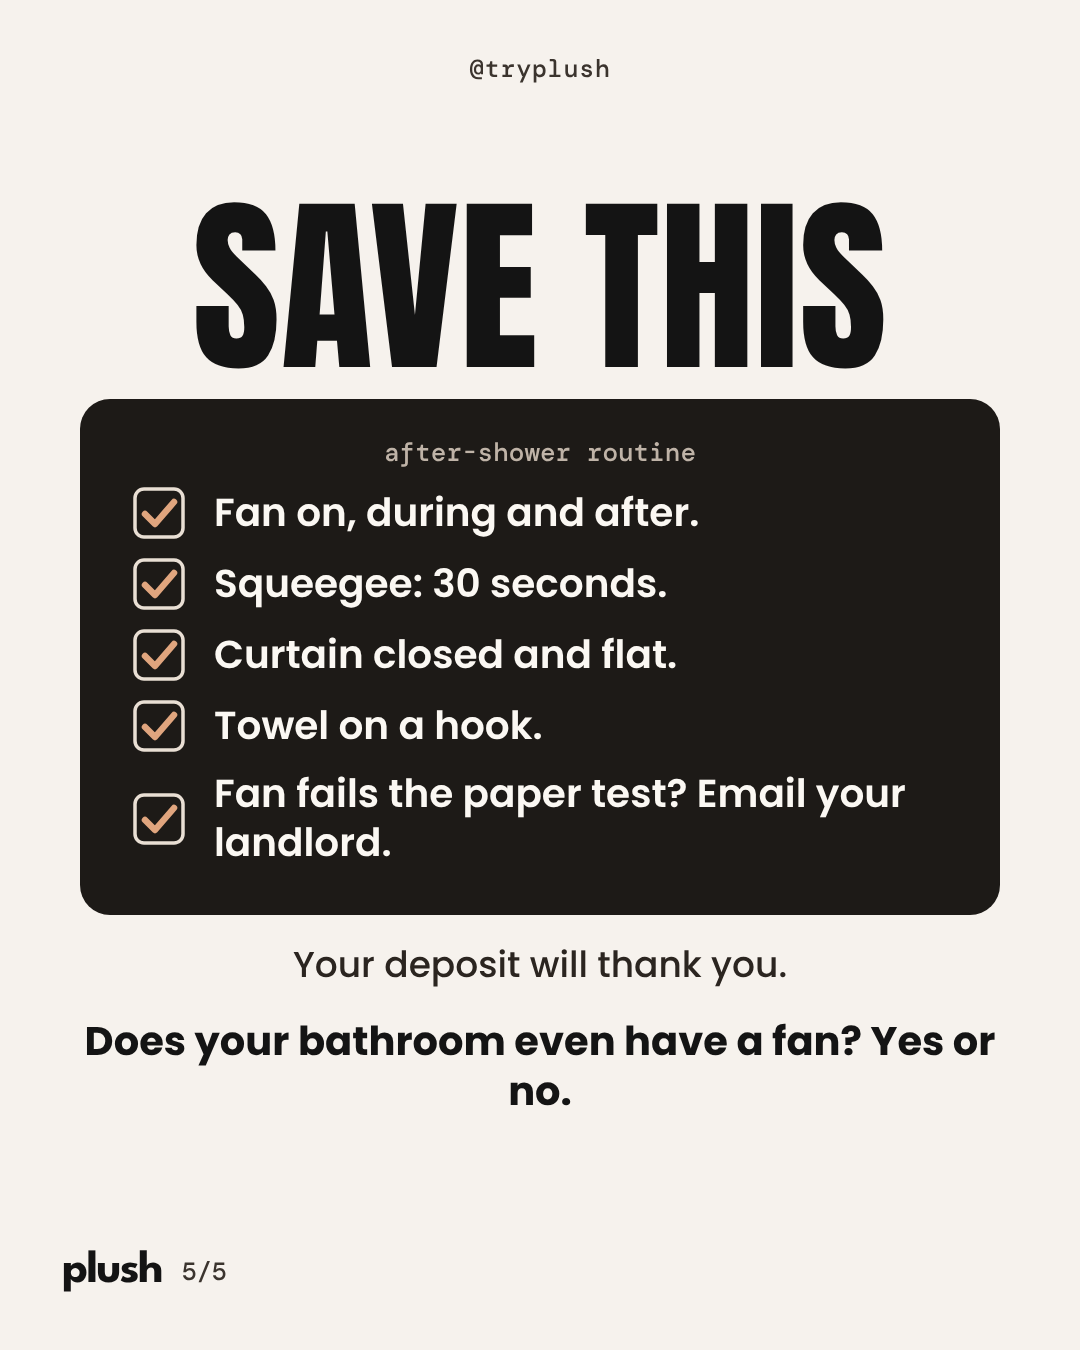 @tryplush
SAVE THIS
after-shower routine
Fan on, during and after.
Squeegee: 30 seconds.
Curtain closed and flat.
Towel on a hook.
Fan fails the paper test? Email your
landlord.
Your deposit will thank you.
Does your bathroom even have a fan? Yes or
no.
plush 5/5